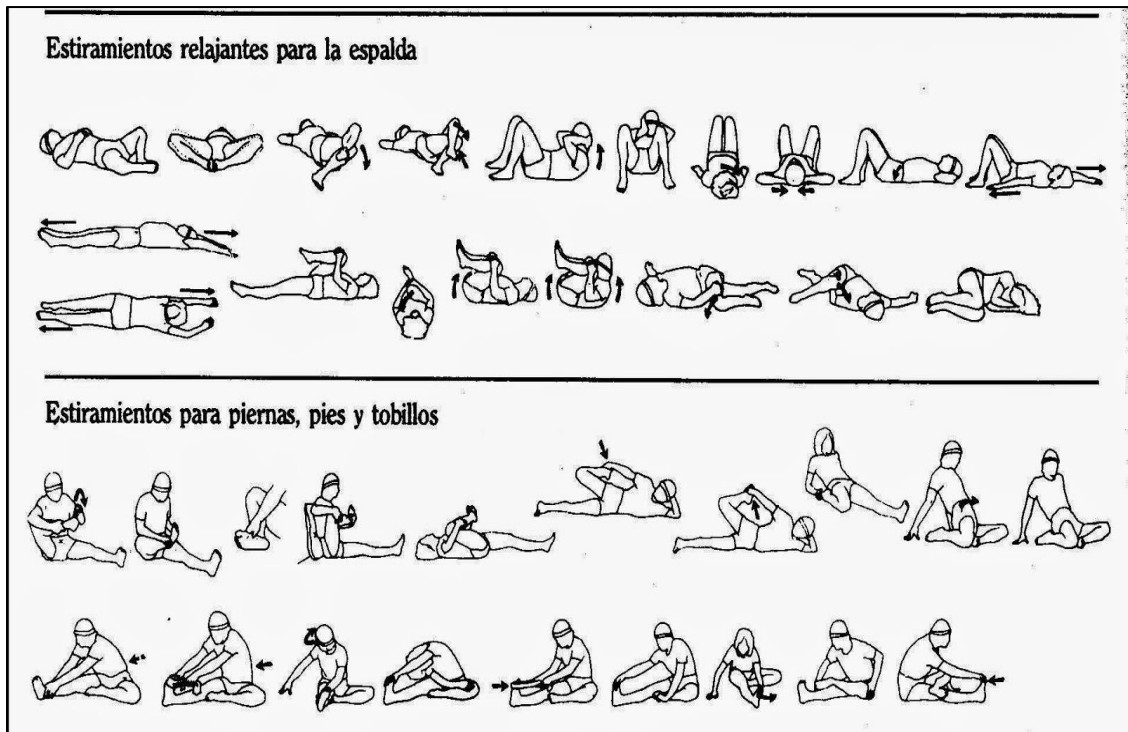 Estiramientos relajantes para la espalda
Estiramientos para piernas, pies y tobillos